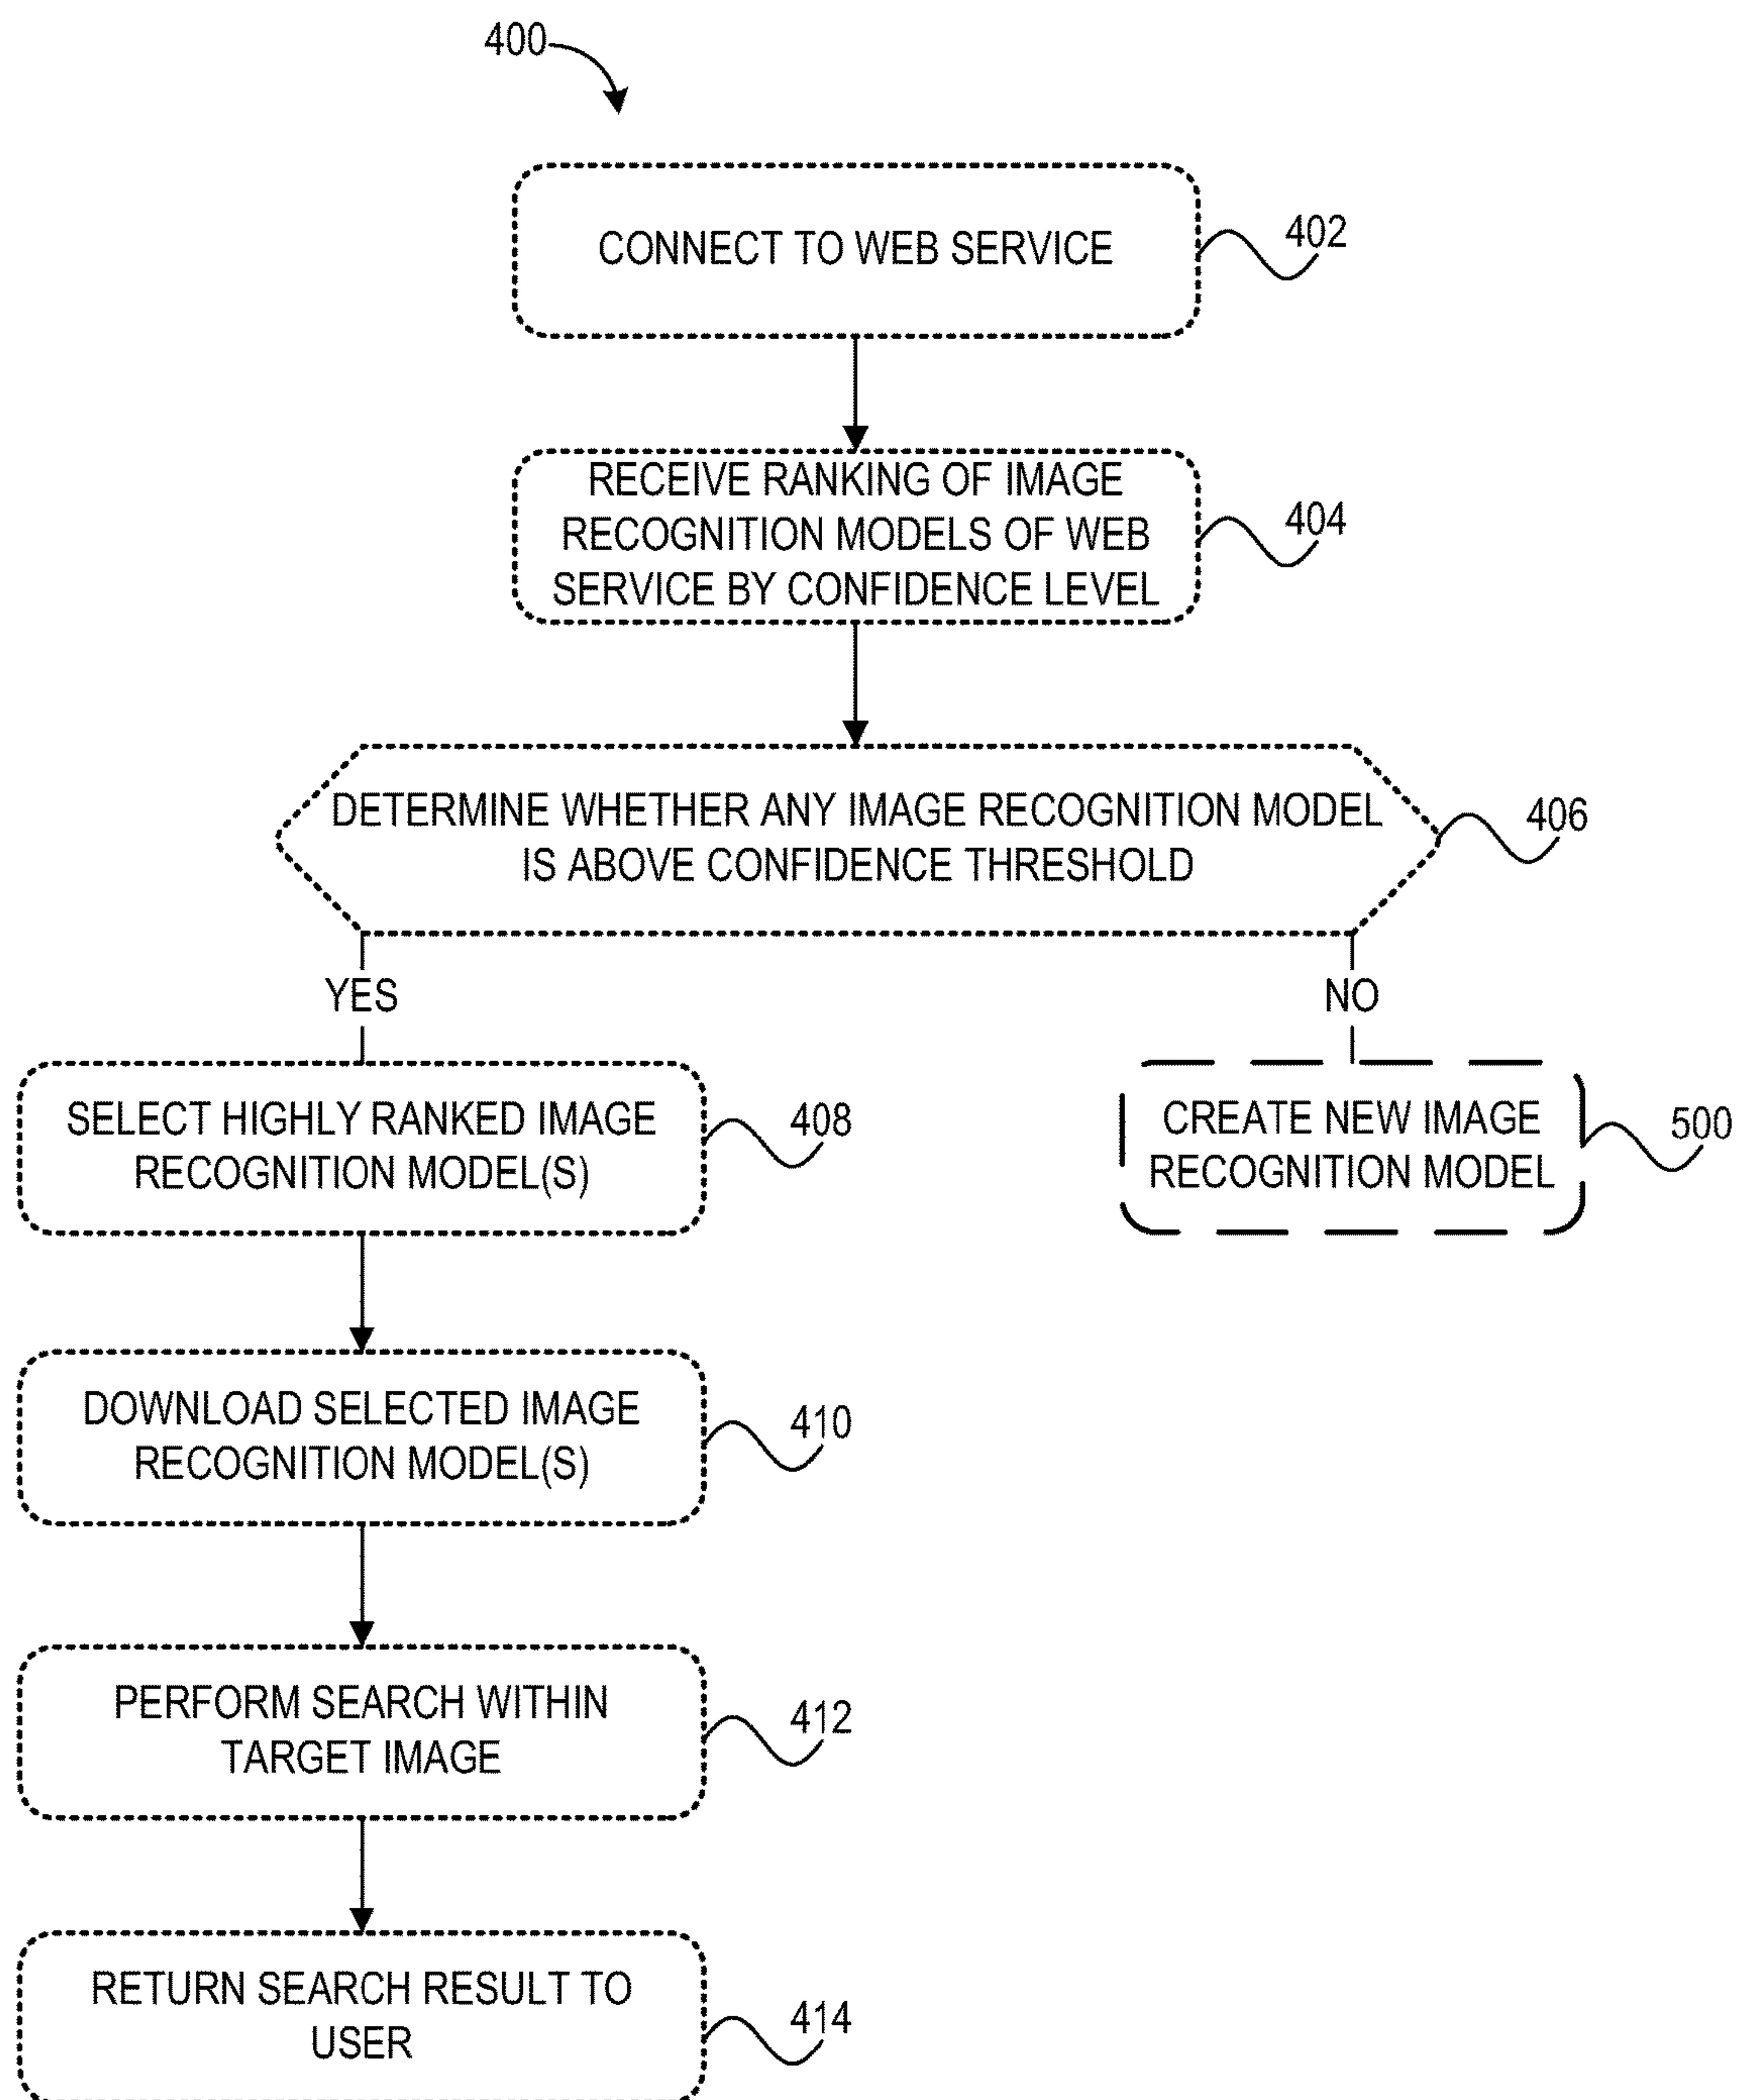 400
CONNECT TO WEB SERVICE
402
RECEIVE RANKING OF IMAGE
RECOGNITION MODELS OF WEB
SERVICE BY CONFIDENCE LEVEL
404
DETERMINE WHETHER ANY IMAGE RECOGNITION MODEL
IS ABOVE CONFIDENCE THRESHOLD
406
YES
NO
SELECT HIGHLY RANKED IMAGE
RECOGNITION MODEL(S)
408
CREATE NEW IMAGE
RECOGNITION MODEL
500
DOWNLOAD SELECTED IMAGE
RECOGNITION MODEL(S)
410
PERFORM SEARCH WITHIN
TARGET IMAGE
412
RETURN SEARCH RESULT TO
USER
414